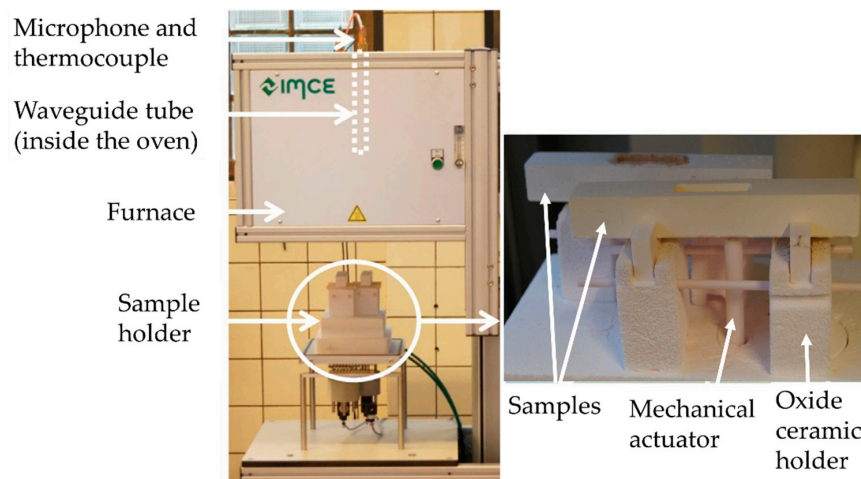 Microphone and
thermocouple
Waveguide tube
(inside the oven)
Furnace
Sample
holder
IMCE
Samples
Mechanical
actuator
Oxide
ceramic
holder